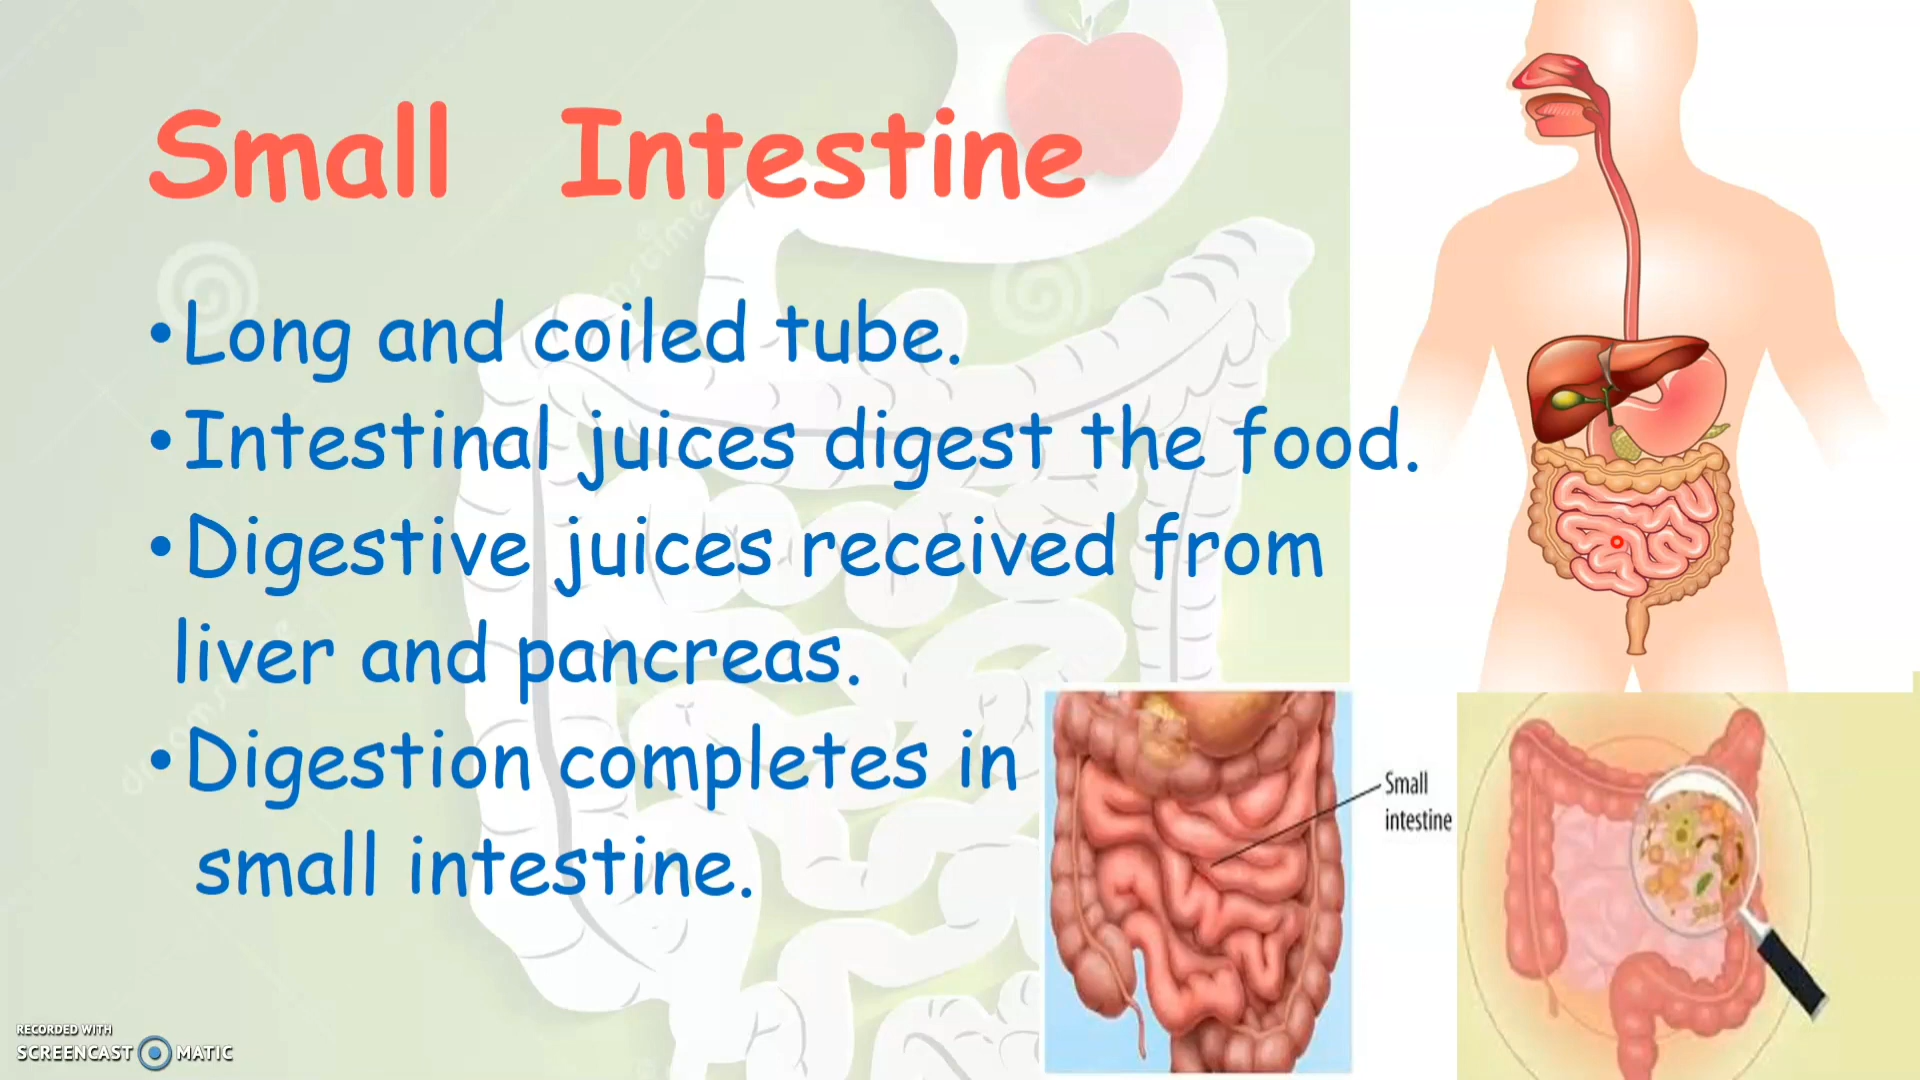 Small Intestine
•Long and coiled tube.
•Intestinal juices digest the food.
•Digestive juices received from
liver and pancreas.
•Digestion completes in
small intestine.
Small
intestine
RECORDED WITH
SCREENCAST MATIC
dreamstime